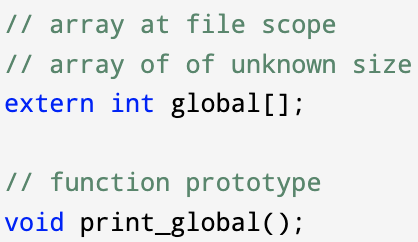 // array at file scope
// array of of unknown size
extern int global[];
// function prototype
void print_global();